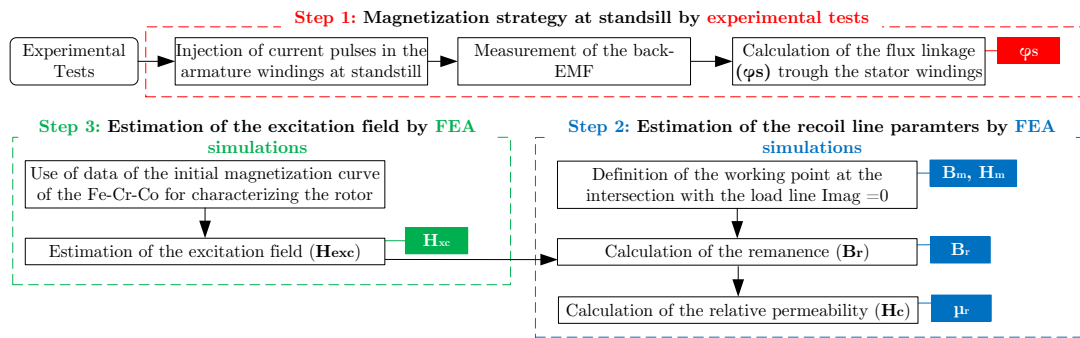 Step 1: Magnetization strategy at standsill by experimental tests
Experimental
Tests
Injection of current pulses in the
armature windings at standstill
Measurement of the back-
EMF
Calculation of the flux linkage
(φs) trough the stator windings
φs
Step 3: Estimation of the excitation field by FEA
simulations
Use of data of the initial magnetization curve
of the Fe-Cr-Co for characterizing the rotor
Estimation of the excitation field (Hexc)
Hxc
Step 2: Estimation of the recoil line paramters by FEA
simulations
Definition of the working point at the
intersection with the load line Imag =0
Bm, Hm
Calculation of the remanence (Br)
Br
Calculation of the relative permeability (Hc)
μr